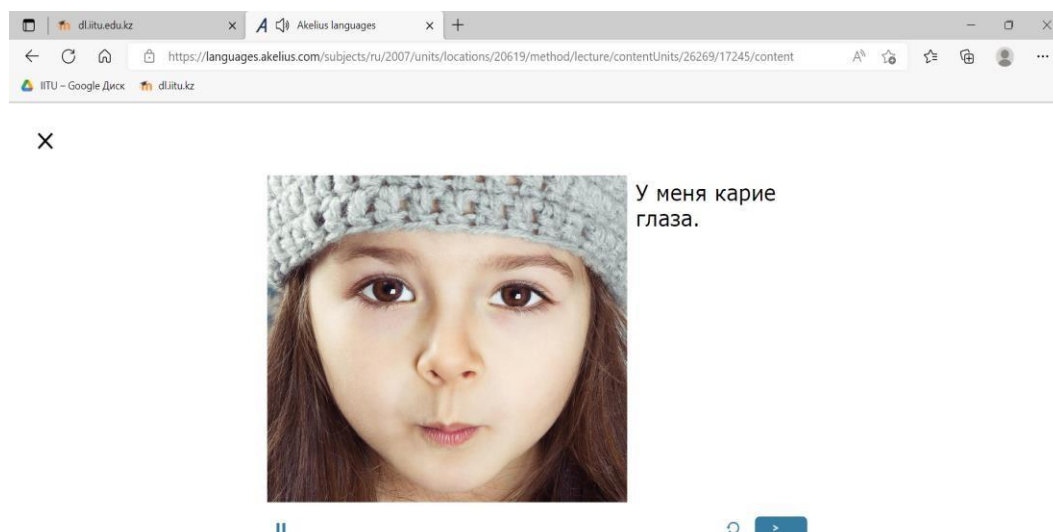 dl.iitu.edu.kz
Akelius languages
https://languages.akelius.com/subjects/ru/2007/units/locations/20619/method/lecture/contentUnits/26269/17245/content
IITU – Google Диск dl.iitu.kz
У меня карие
глаза.